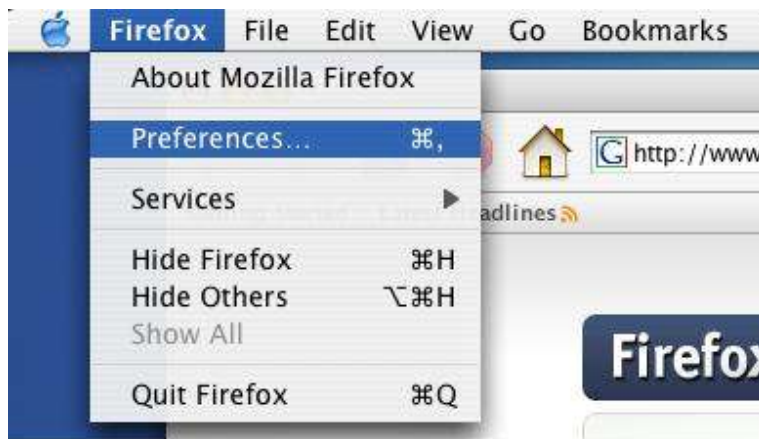 Firefox File Edit View Go Bookmarks
About Mozilla Firefox
Preferences... ⌘,
G http://www
Services ▶
adlines
Hide Firefox ⌘H
Hide Others ⌥⌘H
Show All
Firefox
Quit Firefox ⌘Q